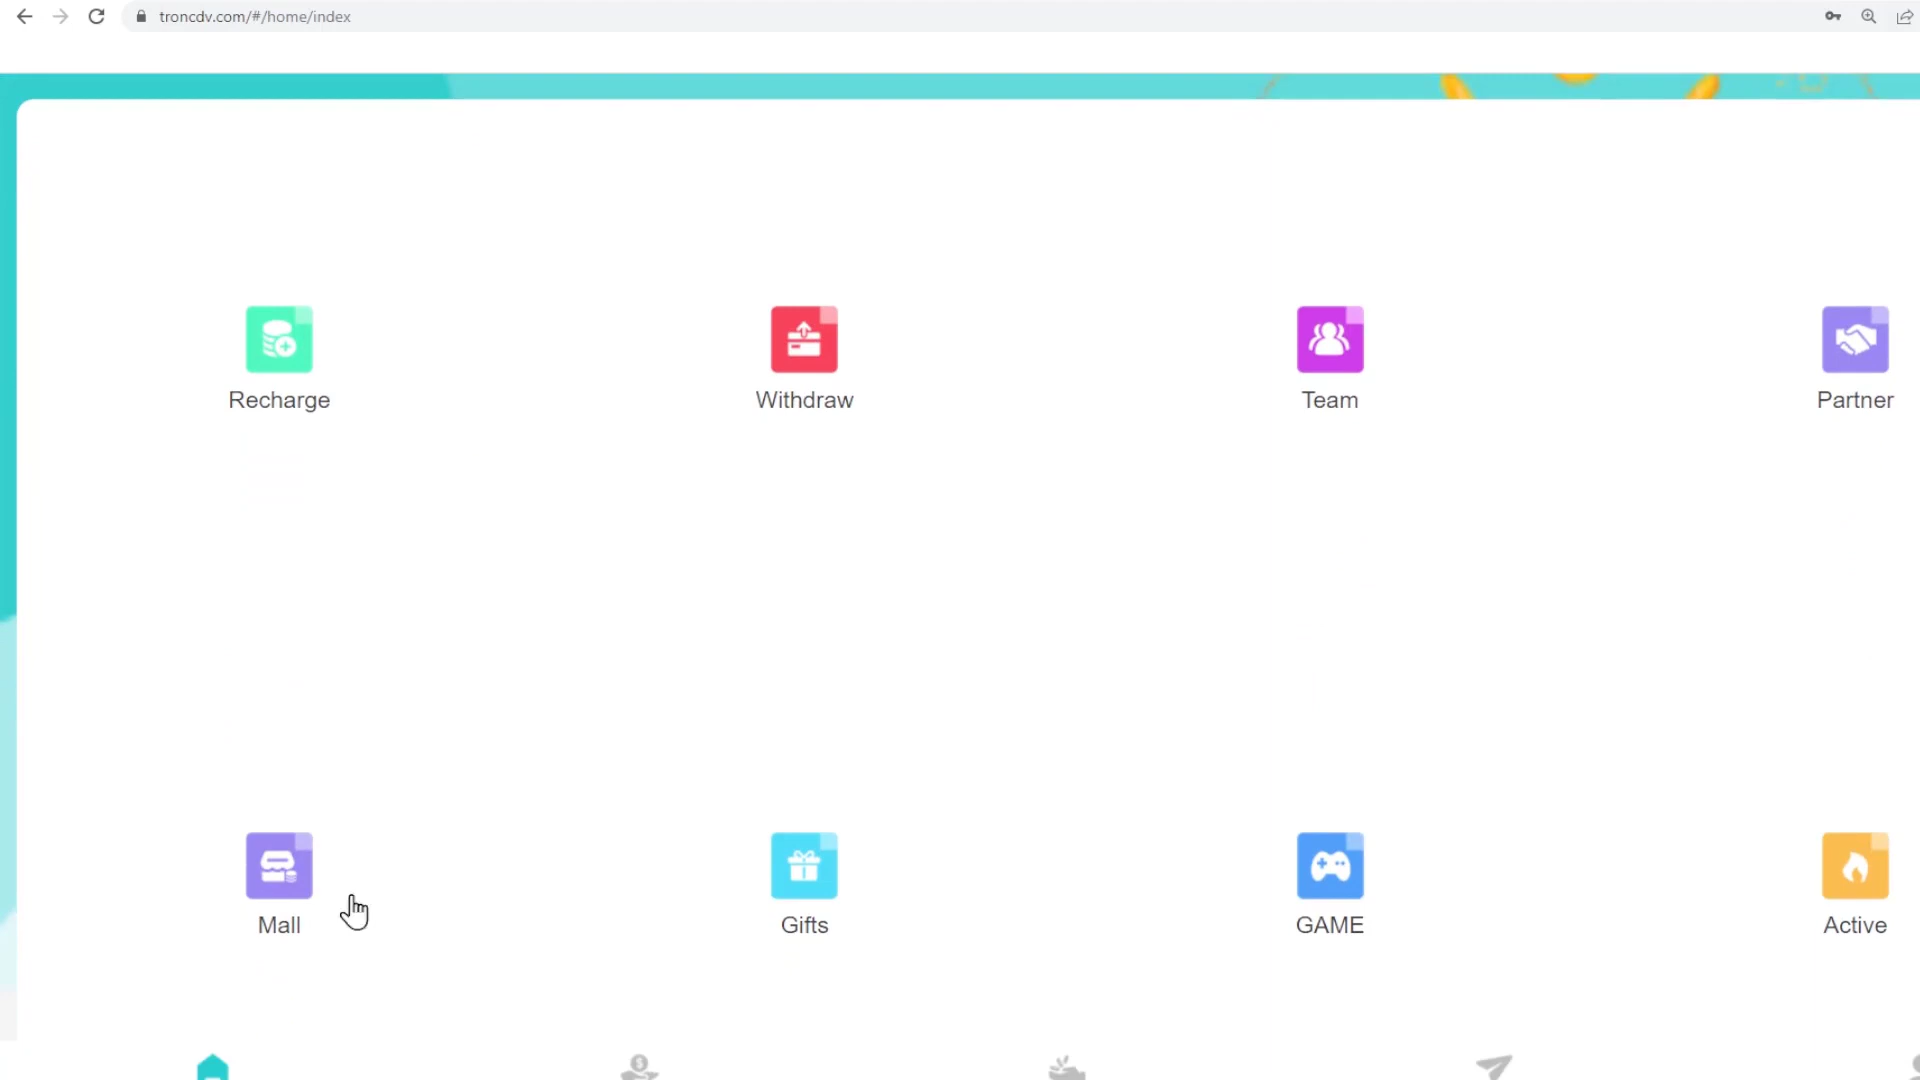 troncdv.com/#/home/index
Recharge
Withdraw
Team
Partner
Mall
Gifts
GAME
Active